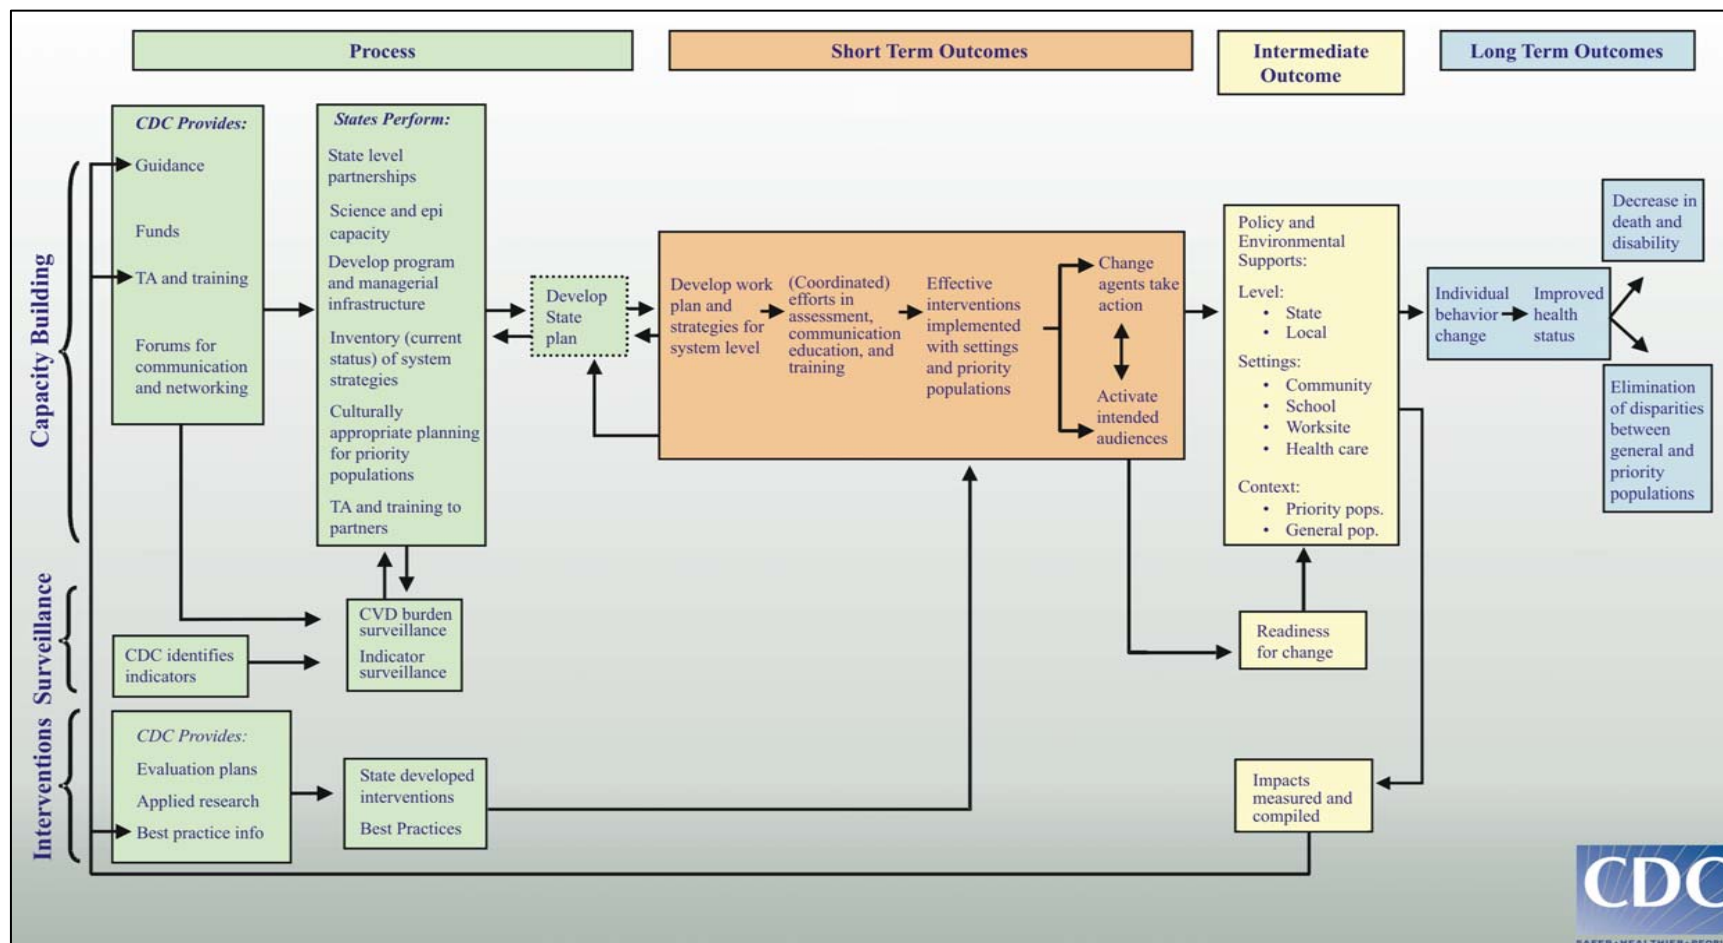 Process
Short Term Outcomes
Intermediate
Outcome
Long Term Outcomes
Capacity Building
Surveillance
Interventions
CDC Provides:
Guidance
Funds
TA and training
Forums for
communication
and networking
States Perform:
State level
partnerships
Science and epi
capacity
Develop program
and managerial
infrastructure
Inventory (current
status) of system
strategies
Culturally
appropriate planning
for priority
populations
TA and training to
partners
Develop
State
plan
Develop work
plan and
strategies for
system level
(Coordinated)
efforts in
assessment,
communication
education, and
training
Effective
interventions
implemented
with settings
and priority
populations
Change
agents take
action
Activate
intended
audiences
Policy and
Environmental
Supports:
Level:
• State
• Local
Settings:
• Community
• School
• Worksite
• Health care
Context:
• Priority pops.
• General pop.
Individual
behavior
change
Improved
health
status
Decrease in
death and
disability
Elimination
of disparities
between
general and
priority
populations
CDC identifies
indicators
CVD burden
surveillance
Indicator
surveillance
Readiness
for change
CDC Provides:
Evaluation plans
Applied research
Best practice info
State developed
interventions
Best Practices
Impacts
measured and
compiled
CDC